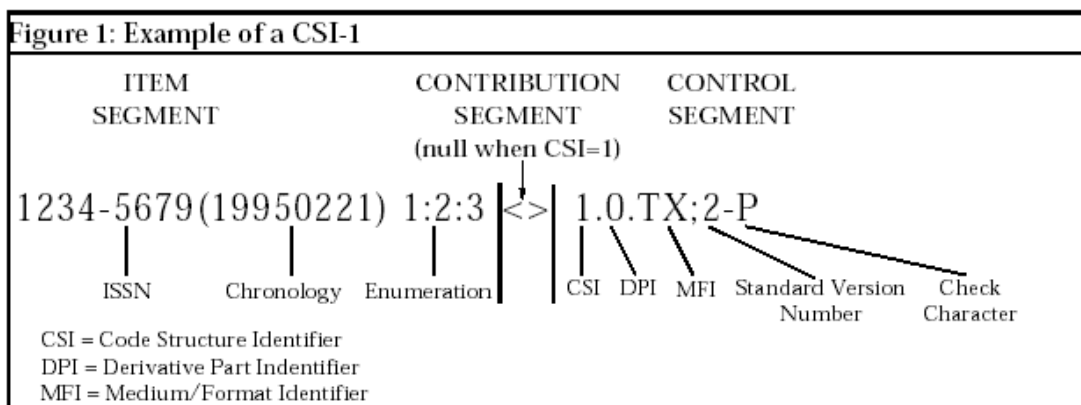 Figure 1: Example of a CSI-1
ITEM CONTRIBUTION CONTROL
SEGMENT SEGMENT SEGMENT
(null when CSI=1)
1234-5679(19950221) 1:2:3 <> 1.0.TX;2-P
ISSN Chronology Enumeration CSI DPI MFI Standard Version Check
Number Character
CSI = Code Structure Identifier
DPI = Derivative Part Indentifier
MFI = Medium/Format Identifier